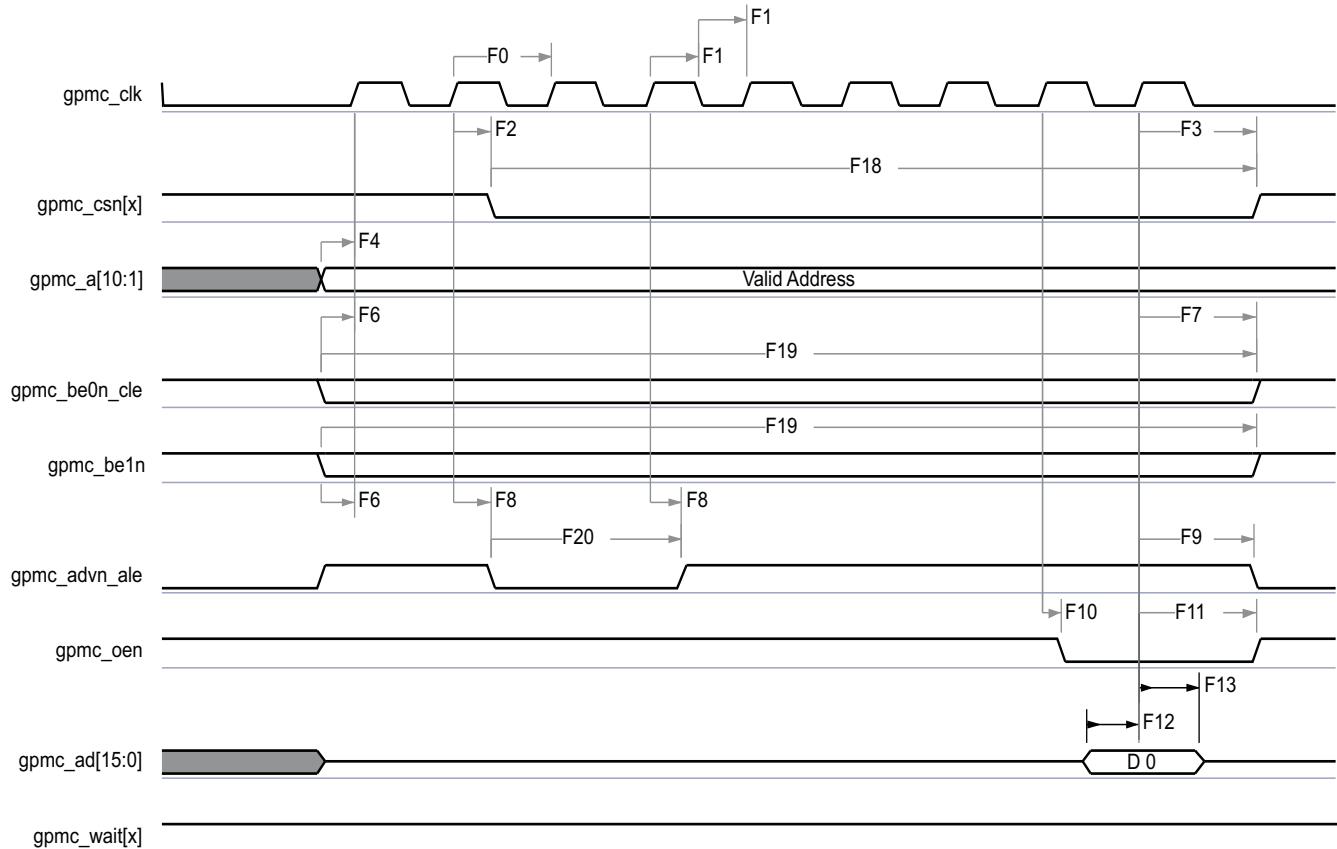 F1
F0 F1
gpmc_clk
F2 F3
F18
gpmc_csn[x]
F4
gpmc_a[10:1] Valid Address
F6 F7
F19
gpmc_be0n_cle
F19
gpmc_be1n
F6 F8 F8
F20 F9
gpmc_advn_ale
F10 F11
gpmc_oen
F13
F12
gpmc_ad[15:0] D 0
gpmc_wait[x]